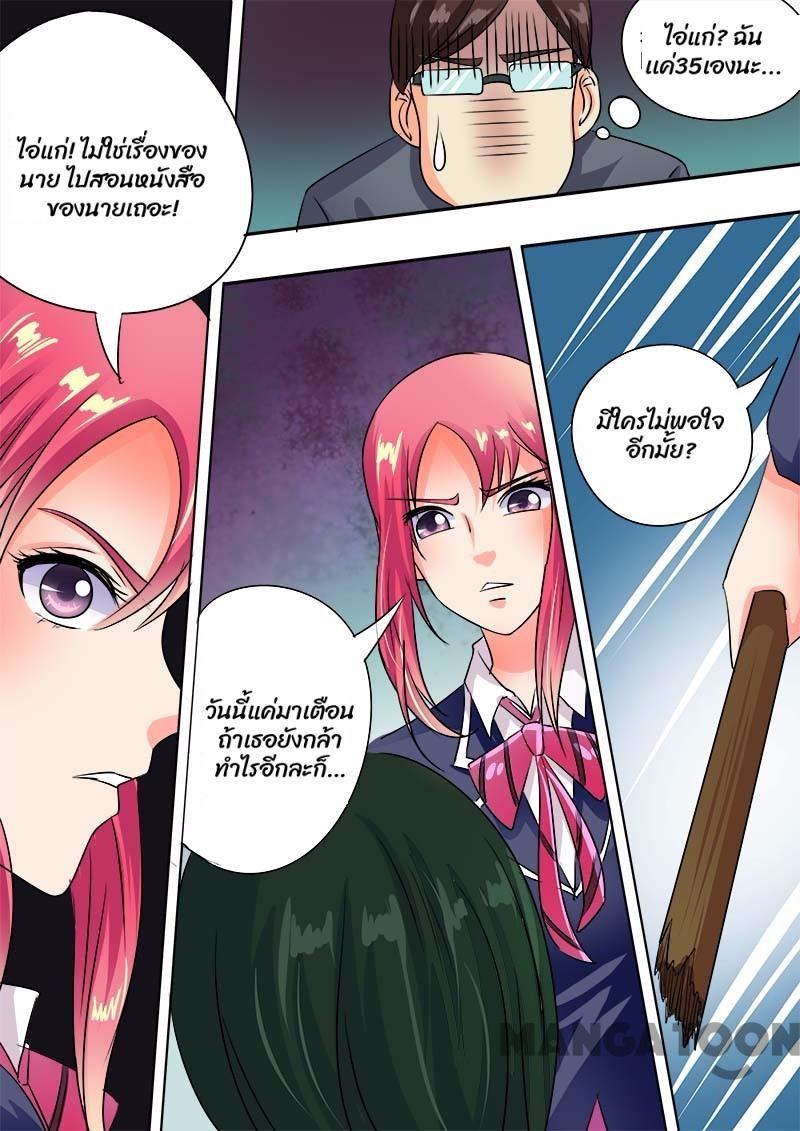 ไอ่แก่! ไม่ใช่เรื่องของ
นาย ไปสอนหนังสือ
ของนายเถอะ!
ไอ่แก่? ฉัน
แค่35เองนะ...
วันนี้แค่มาเตือน
ถ้าเธอยังกล้า
ทำไรอีกละก็...
มีใครไม่พอใจ
อีกมั้ย?
MANGATOON